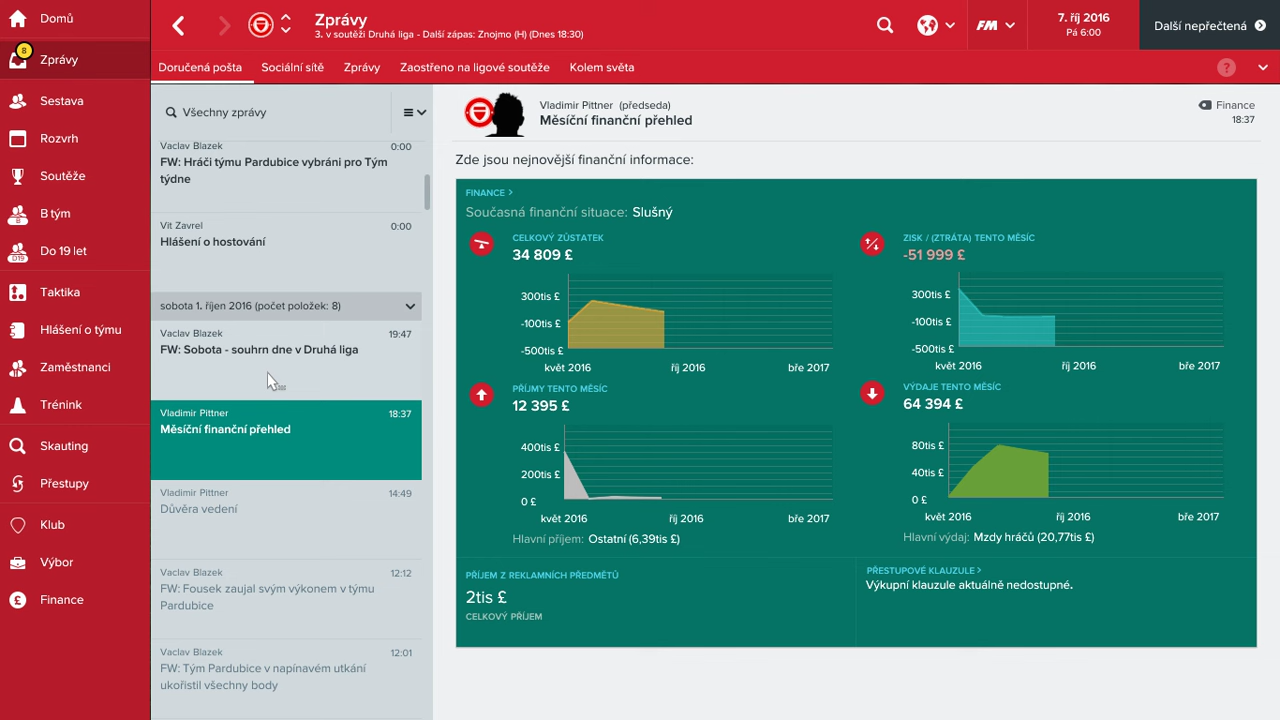 Domů
8
Zprávy
Sestava
Rozvrh
Soutěže
B
B tým
D19
Do 19 let
Taktika
Hlášení o týmu
Zaměstnanci
Trénink
Skauting
Přestupy
Klub
Výbor
£
Finance
Zprávy
3. v soutěži Druhá liga - Další zápas: Znojmo (H) (Dnes 18:30)
FM
7. říj 2016
Pá 6:00
Další nepřečtená
Doručená pošta
Sociální sítě
Zprávy
Zaostřeno na ligové soutěže
Kolem světa
?
Všechny zprávy
Vaclav Blazek 0:00
FW: Hráči týmu Pardubice vybráni pro Tým
týdne
Vit Zavrel 0:00
Hlášení o hostování
sobota 1. říjen 2016 (počet položek: 8)
Vaclav Blazek 19:47
FW: Sobota - souhrn dne v Druhá liga
Vladimir Pittner 18:37
Měsíční finanční přehled
Vladimir Pittner 14:49
Důvěra vedení
Vaclav Blazek 12:12
FW: Fousek zaujal svým výkonem v týmu
Pardubice
Vaclav Blazek 12:01
FW: Tým Pardubice v napínavém utkání
ukořistil všechny body
Vladimir Pittner (předseda)
Měsíční finanční přehled
Finance
18:37
Zde jsou nejnovější finanční informace:
FINANCE >
Současná finanční situace: Slušný
CELKOVÝ ZŮSTATEK
34 809 £
300tis £
-100tis £
-500tis £
květ 2016 říj 2016 bře 2017
ZISK / (ZTRÁTA) TENTO MĚSÍC
-51 999 £
300tis £
-100tis £
-500tis £
květ 2016 říj 2016 bře 2017
PŘÍJMY TENTO MĚSÍC
12 395 £
400tis £
200tis £
0 £
květ 2016 říj 2016 bře 2017
Hlavní příjem: Ostatní (6,39tis £)
VÝDAJE TENTO MĚSÍC
64 394 £
80tis £
40tis £
0 £
květ 2016 říj 2016 bře 2017
Hlavní výdaj: Mzdy hráčů (20,77tis £)
PŘÍJEM Z REKLAMNÍCH PŘEDMĚTŮ
2tis £
CELKOVÝ PŘÍJEM
PŘESTUPOVÉ KLAUZULE >
Výkupní klauzule aktuálně nedostupné.